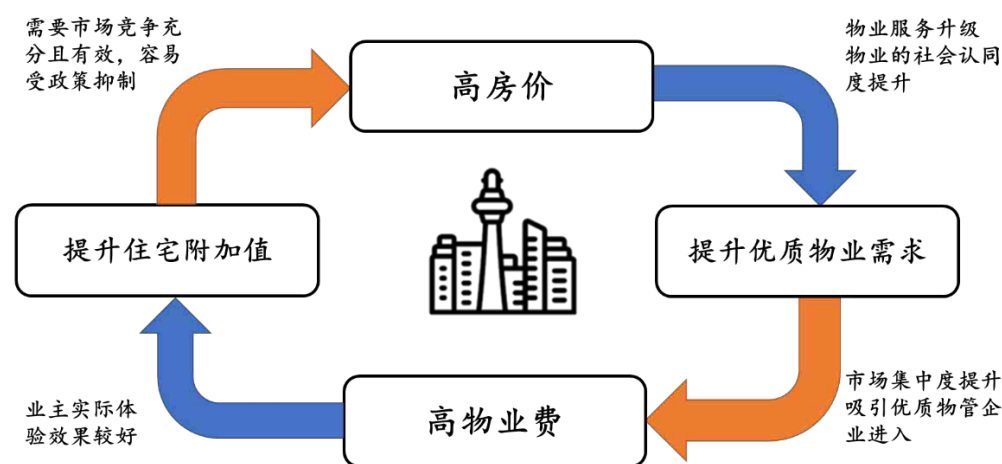 需要市场竞争充
分且有效，容易
受政策抑制
高房价
物业服务升级
物业的社会认同
度提升
提升住宅附加值
提升优质物业需求
业主实际体
验效果较好
高物业费
市场集中度提升
吸引优质物管企
业进入